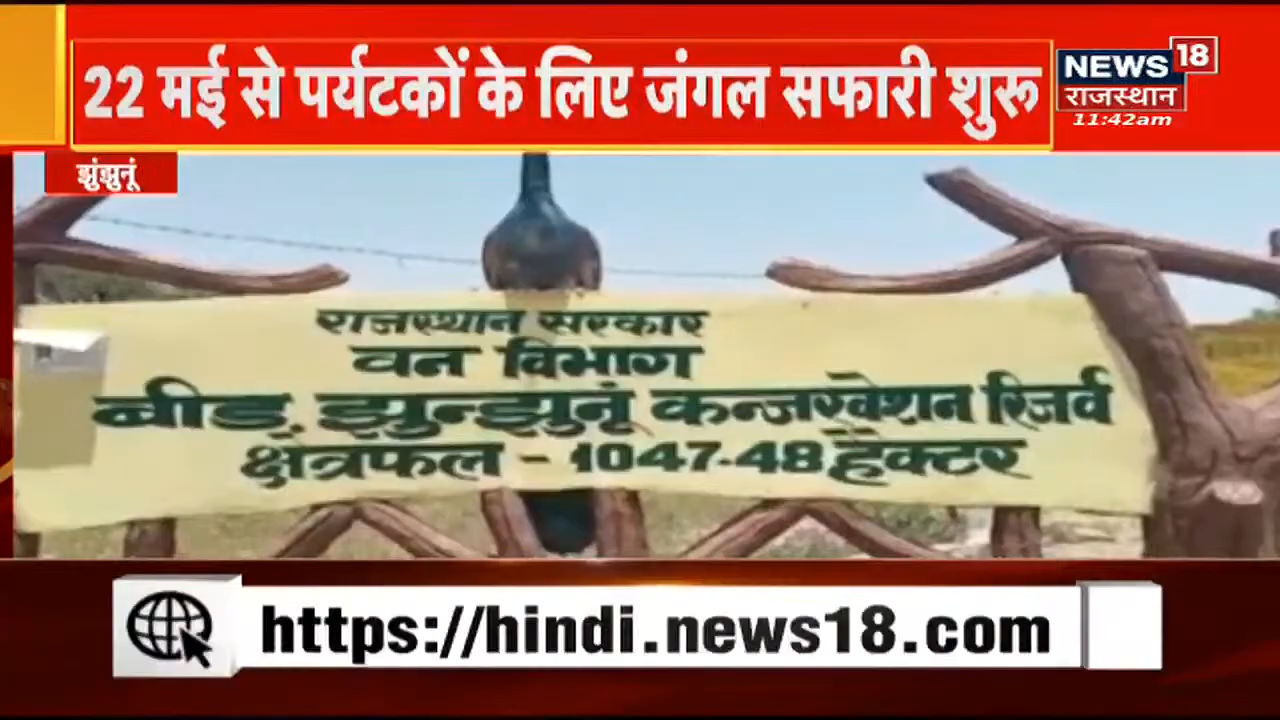 22 मई से पर्यटकों के लिए जंगल सफारी शुरू
NEWS 18
राजस्थान
11:42am
झुंझुनूं
राजस्थान सरकार
वन विभाग
बीड़ झुन्झुनूं कन्जरवेशन रिजर्व
क्षेत्रफल - 1047.48 हैक्टर
https://hindi.news18.com